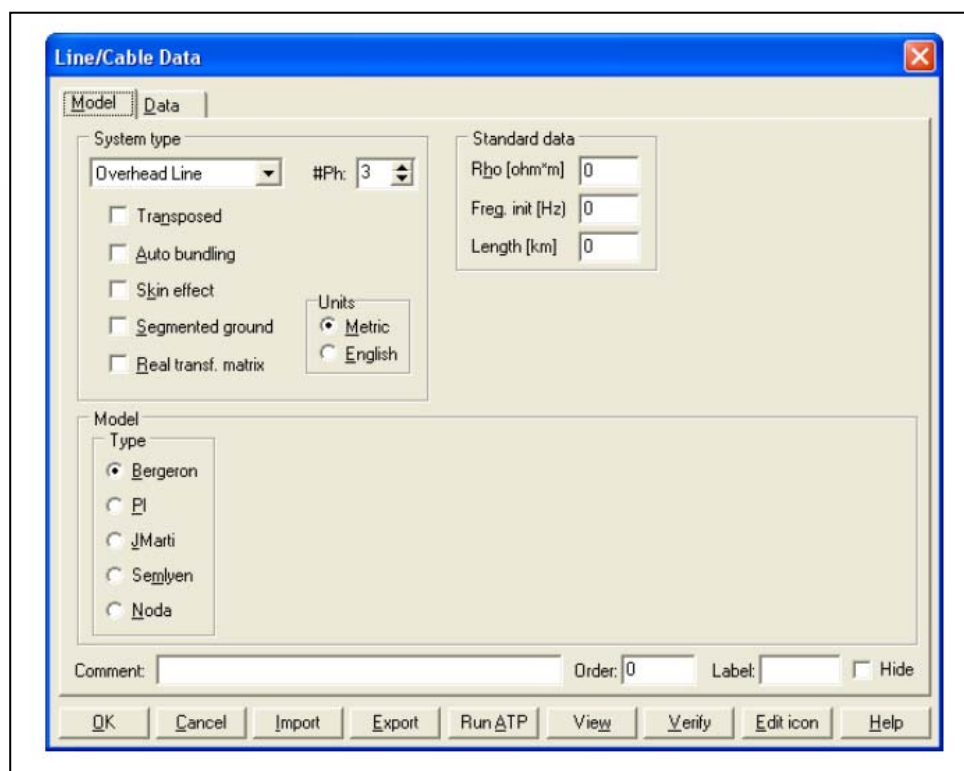 Line/Cable Data
Model Data
System type
Overhead Line #Ph: 3
Transposed
Auto bundling
Skin effect
Segmented ground
Real transf. matrix
Units
Metric
English
Standard data
Rho [ohm*m] 0
Freq. init [Hz] 0
Length [km] 0
Model
Type
Bergeron
PI
JMarti
Semlyen
Noda
Comment: Order: 0 Label: Hide
OK Cancel Import Export Run ATP View Verify Edit icon Help